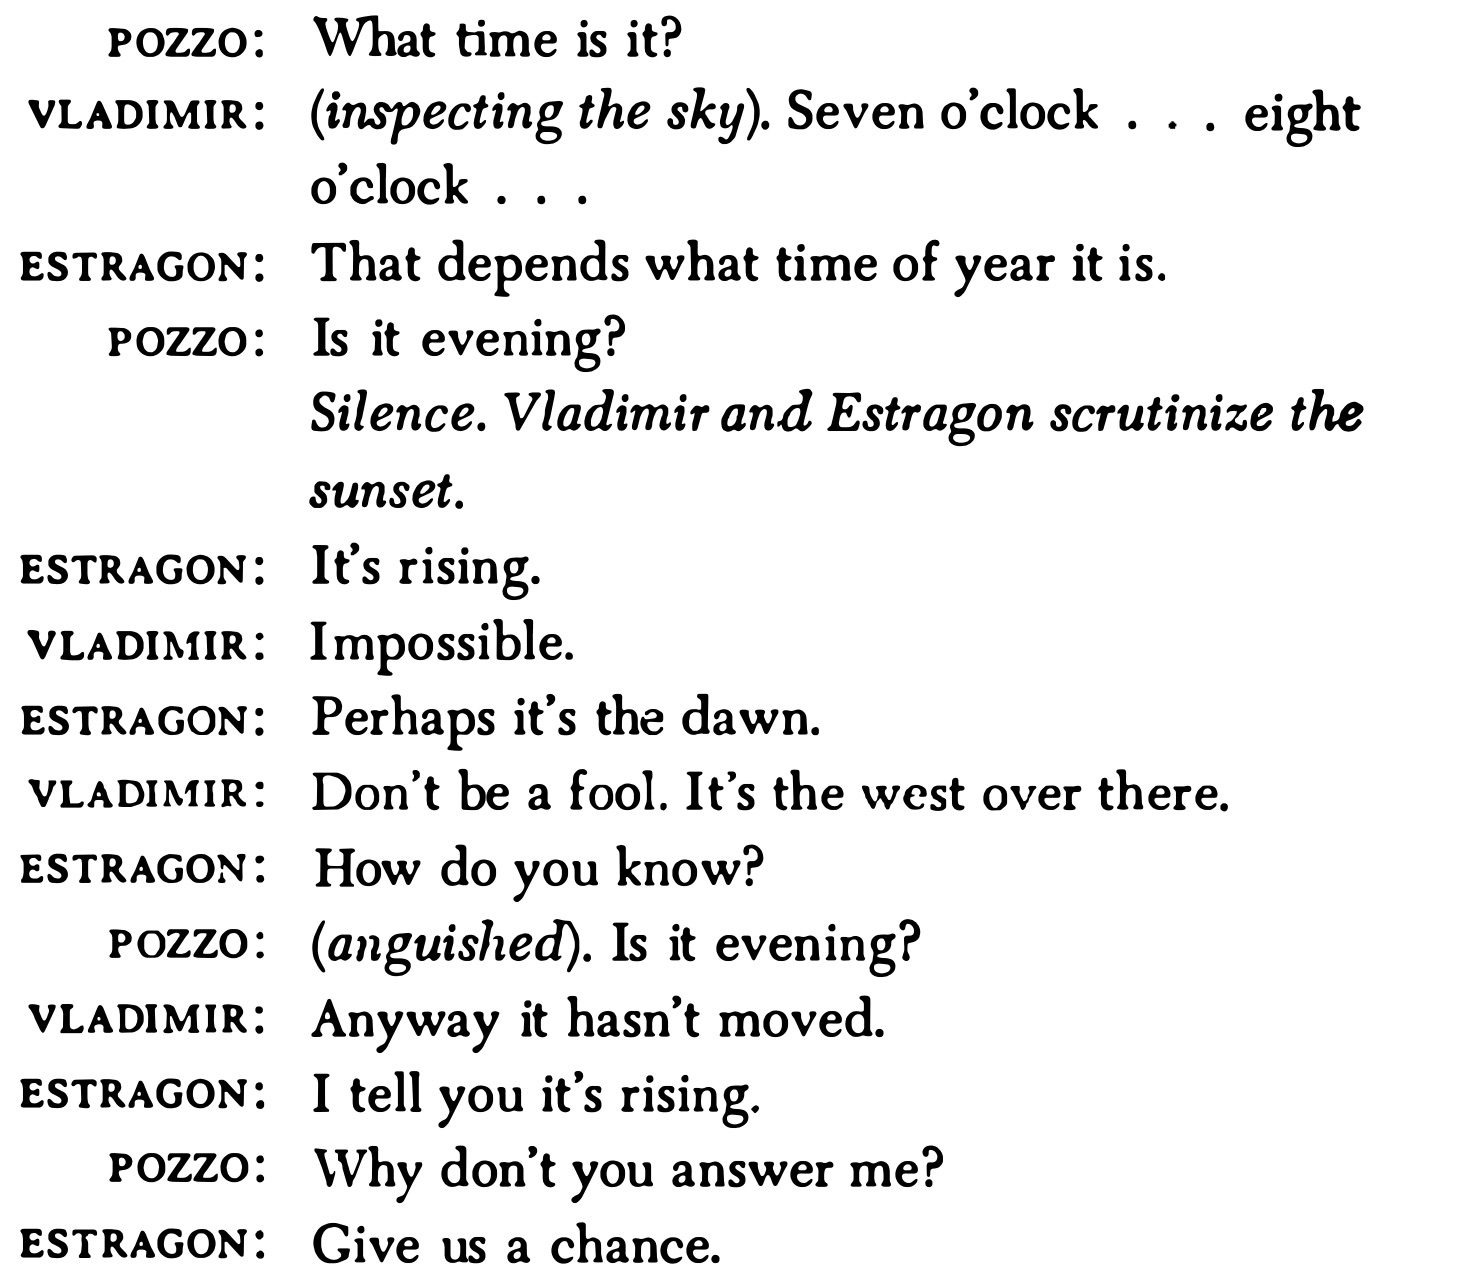 POZZO: What time is it?
VLADIMIR: (inspecting the sky). Seven o’clock . . . eight
o’clock . . .
ESTRAGON: That depends what time of year it is.
POZZO: Is it evening?
Silence. Vladimir and Estragon scrutinize the
sunset.
ESTRAGON: It’s rising.
VLADIMIR: Impossible.
ESTRAGON: Perhaps it’s the dawn.
VLADIMIR: Don’t be a fool. It’s the west over there.
ESTRAGON: How do you know?
POZZO: (anguished). Is it evening?
VLADIMIR: Anyway it hasn’t moved.
ESTRAGON: I tell you it’s rising.
POZZO: Why don’t you answer me?
ESTRAGON: Give us a chance.